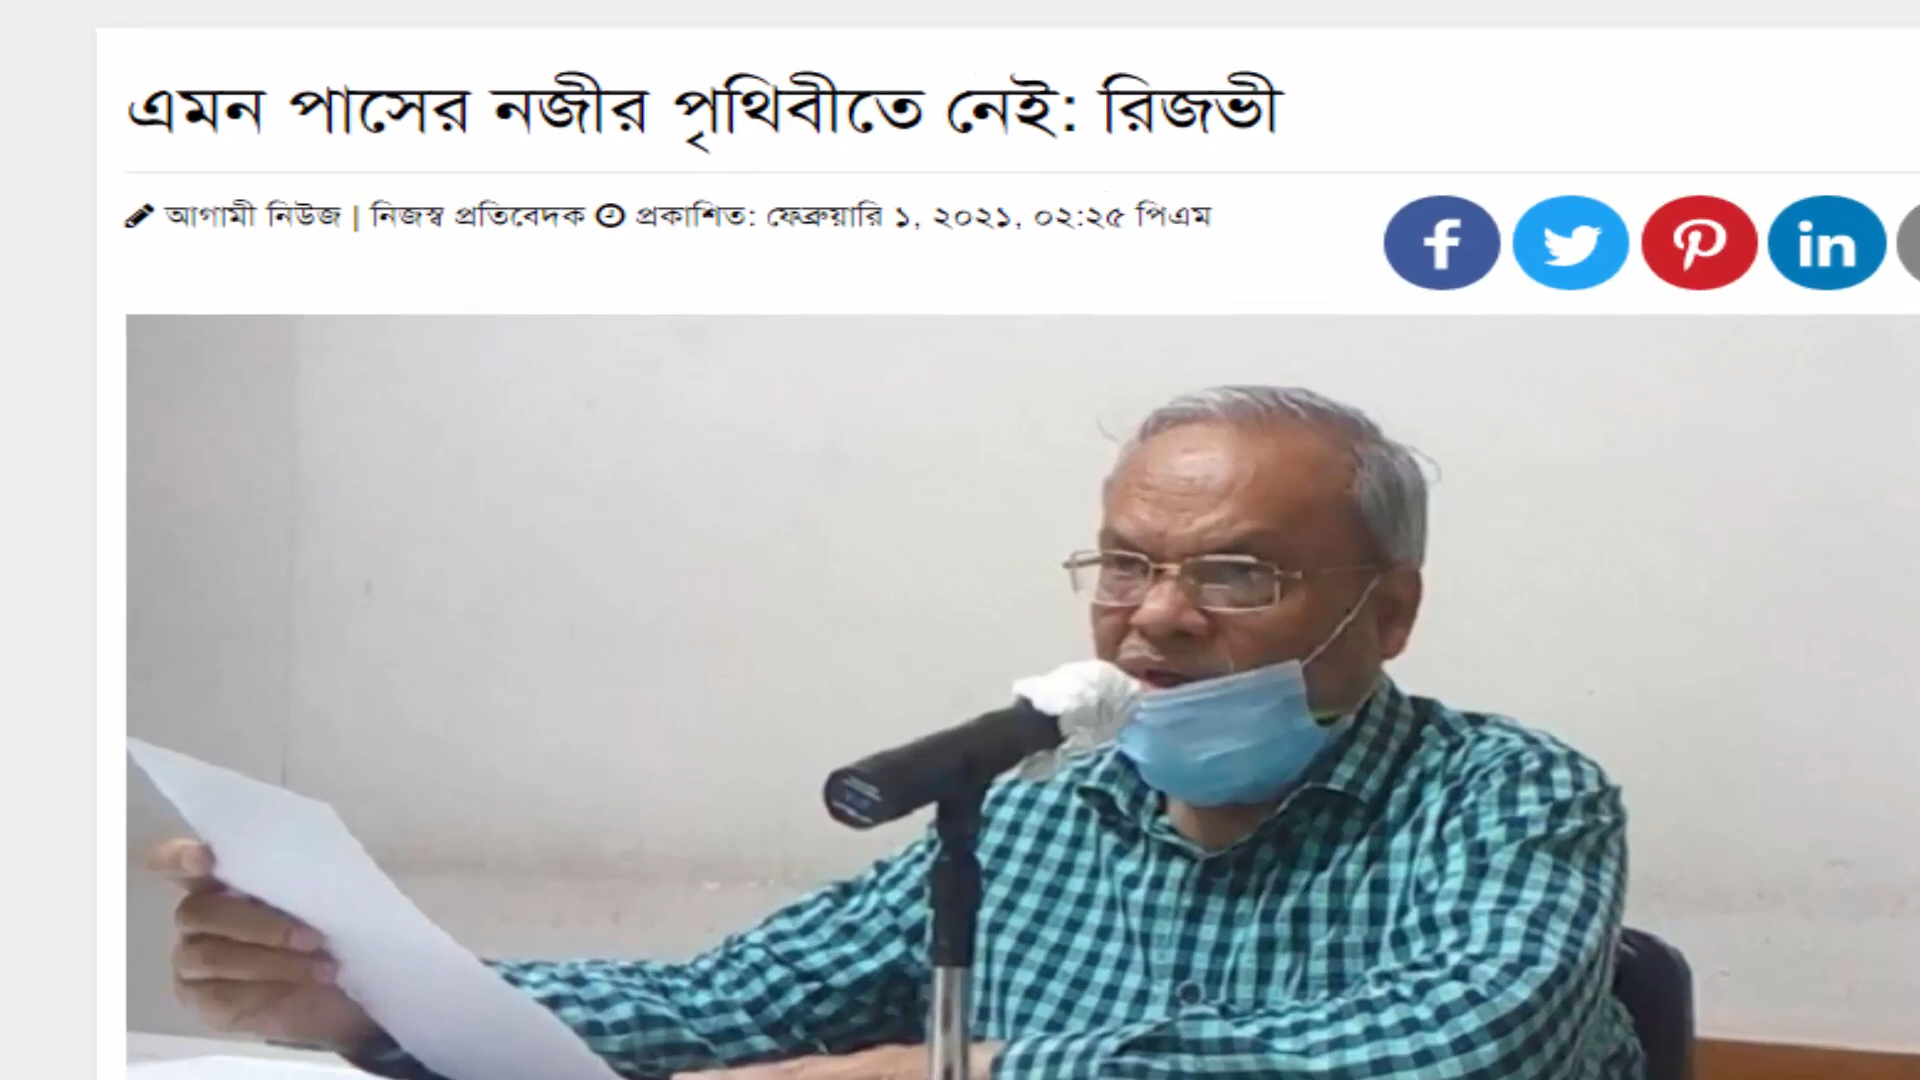 এমন পাসের নজীর পৃথিবীতে নেই: রিজভী
আগামী নিউজ | নিজস্ব প্রতিবেদক প্রকাশিত: ফেব্রুয়ারি ১, ২০২১, ০২:২৫ পিএম